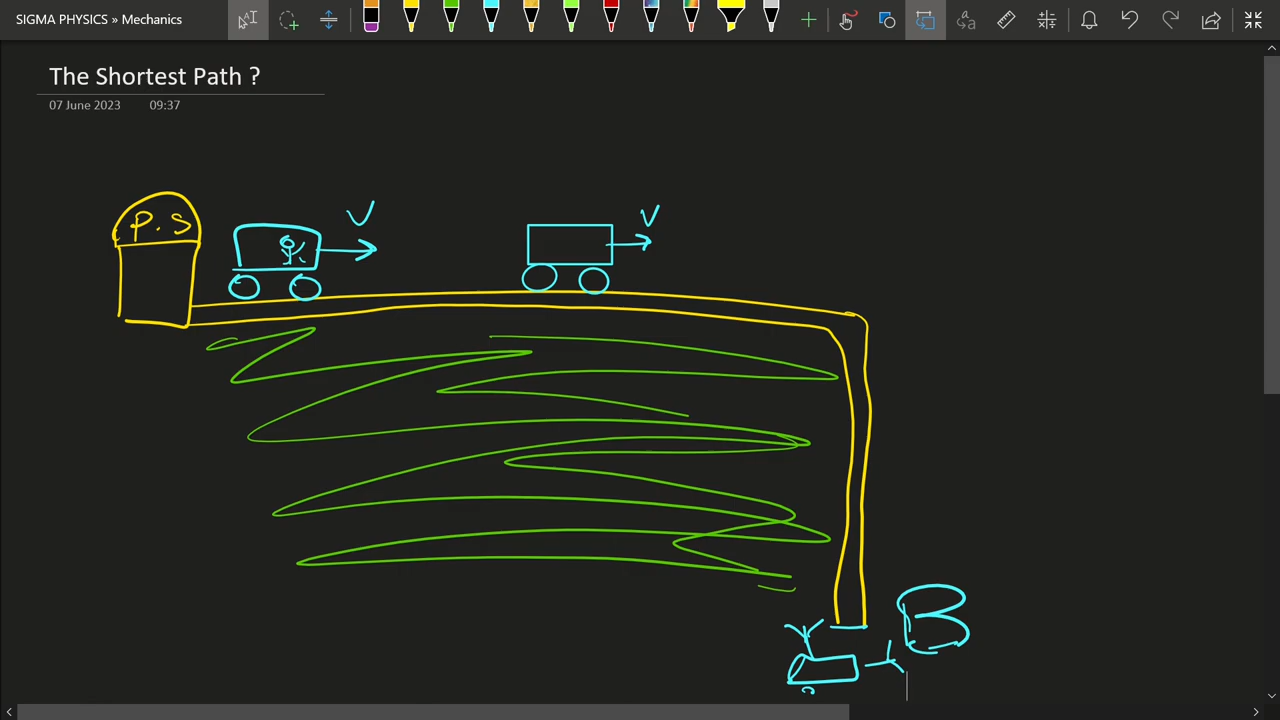 SIGMA PHYSICS » Mechanics
The Shortest Path ?
07 June 2023 09:37
P.S
V
V
B